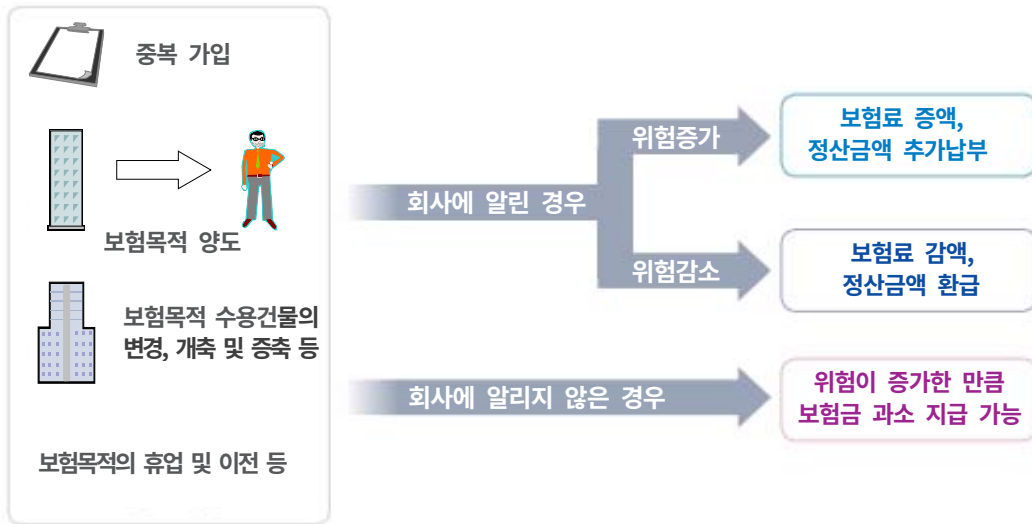 중복 가입
보험목적 양도
보험목적 수용건물의
변경, 개축 및 증축 등
보험목적의 휴업 및 이전 등
회사에 알린 경우
위험증가
보험료 증액,
정산금액 추가납부
위험감소
보험료 감액,
정산금액 환급
회사에 알리지 않은 경우
위험이 증가한 만큼
보험금 과소 지급 가능